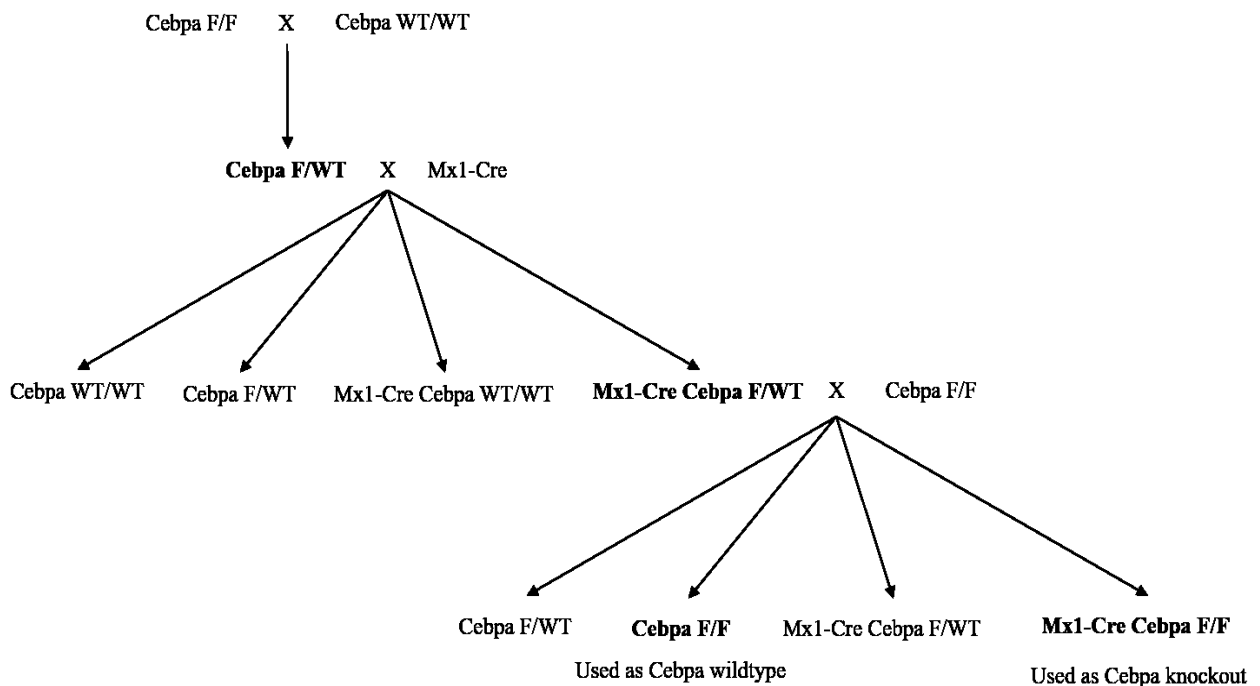 Cebpa F/F X Cebpa WT/WT
Cebpa F/WT X Mx1-Cre
Cebpa WT/WT Cebpa F/WT Mx1-Cre Cebpa WT/WT Mx1-Cre Cebpa F/WT X Cebpa F/F
Cebpa F/WT Cebpa F/F Mx1-Cre Cebpa F/WT Mx1-Cre Cebpa F/F
Used as Cebpa wildtype Used as Cebpa knockout